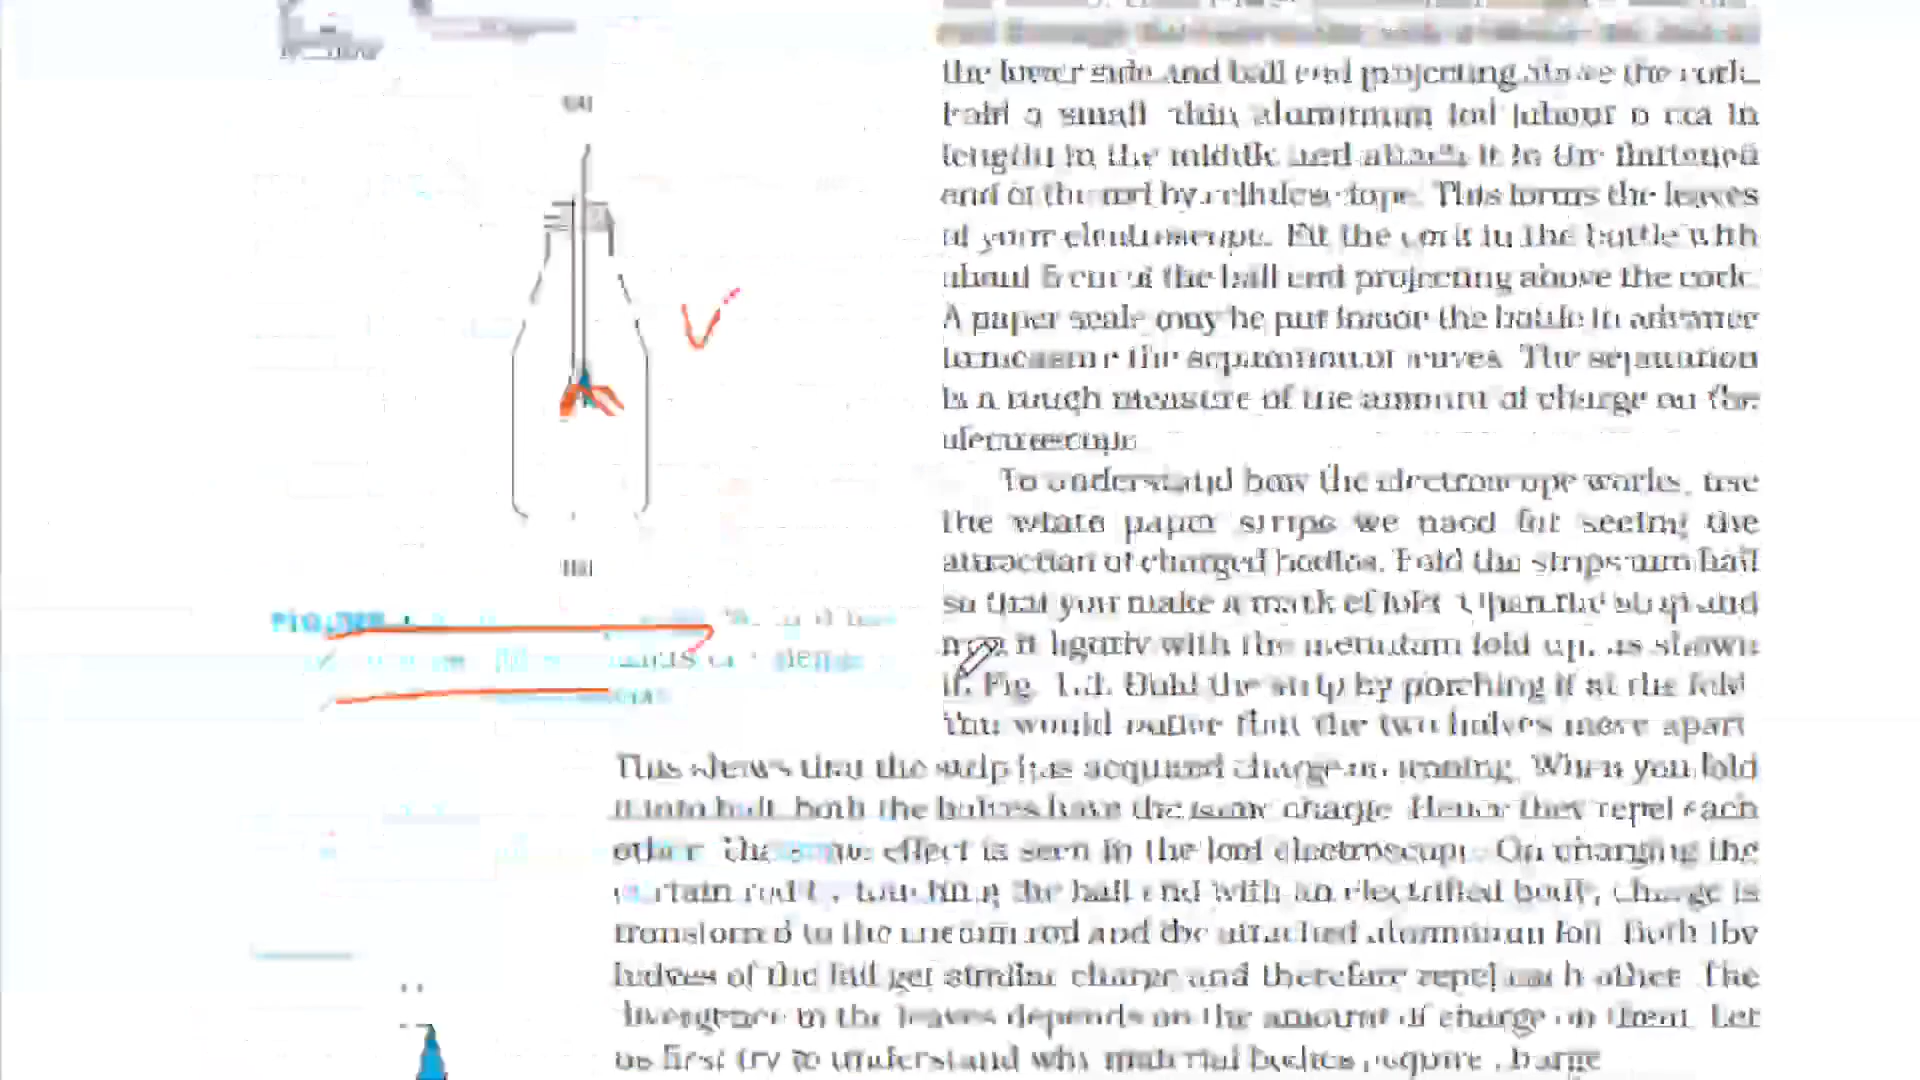 (a)
(b)
the lower side and ball end projecting above the cork.
Fold a small, thin aluminium foil (about 6 cm in
length) in the middle and attach it to the flattened
end of the rod by cellulose tape. This forms the leaves
of your electroscope. Fit the cork in the bottle with
about 5 cm of the ball end projecting above the cork.
A paper scale may be put inside the bottle in advance
to measure the separation of leaves. The separation
is a rough measure of the amount of charge on the
electroscope.
To understand how the electroscope works, use
the white paper strips we used for seeing the
attraction of charged bodies. Fold the strips into half
so that you make a mark of fold. Open the strip and
iron it lightly with the mountain fold up, as shown
in Fig. 1.3. Hold the strip by pinching it at the fold.
You would notice that the two halves move apart.
This shows that the strip has acquired charge on ironing. When you fold
it into half, both the halves have the same charge. Hence they repel each
other. The same effect is seen in the leaf electroscope. On charging the
curtain rod by touching the ball end with an electrified body, charge is
transferred to the curtain rod and the attached aluminium foil. Both the
halves of the foil get similar charge and therefore repel each other. The
divergence in the leaves depends on the amount of charge on them. Let
us first try to understand why material bodies acquire charge.